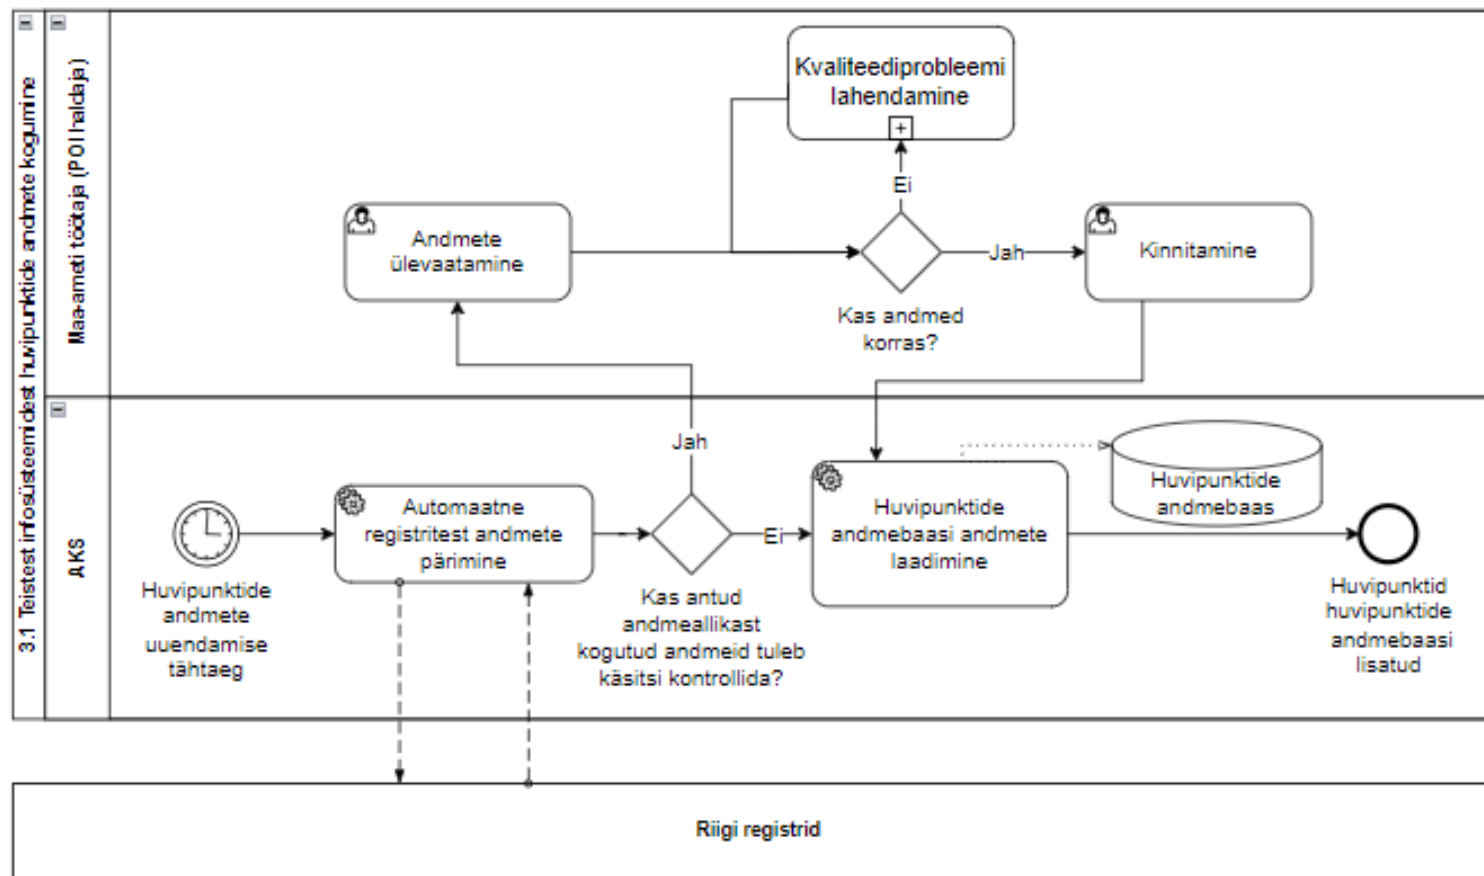 3.1 Teistest infosüsteemidest huvipunktide andmete kogumine
Maa-ameti töötaja (POI haldaja)
Kvaliteediprobleemi
lahendamine
Ei
Andmete
ülevaatamine
Jah
Kinnitamine
Kas andmed
korras?
AKS
Jah
Huvipunktide
andmebaas
Automaatne
registritest andmete
pärimine
Ei
Huvipunktide
andmebaasi andmete
laadimine
Huvipunktide
andmete
uuendamise
tähtaeg
Kas antud
andmeallikast
kogutud andmeid tuleb
käsitsi kontrollida?
Huvipunktid
huvipunktide
andmebaasi
lisatud
Riigi registrid